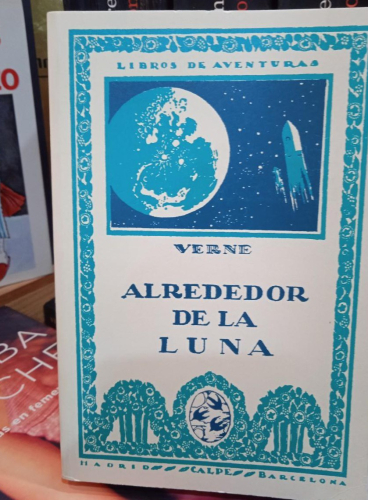 LIBROS DE AVENTURAS
VERNE
ALREDEDOR
DE LA
LUNA
MADRID CALPE BARCELONA